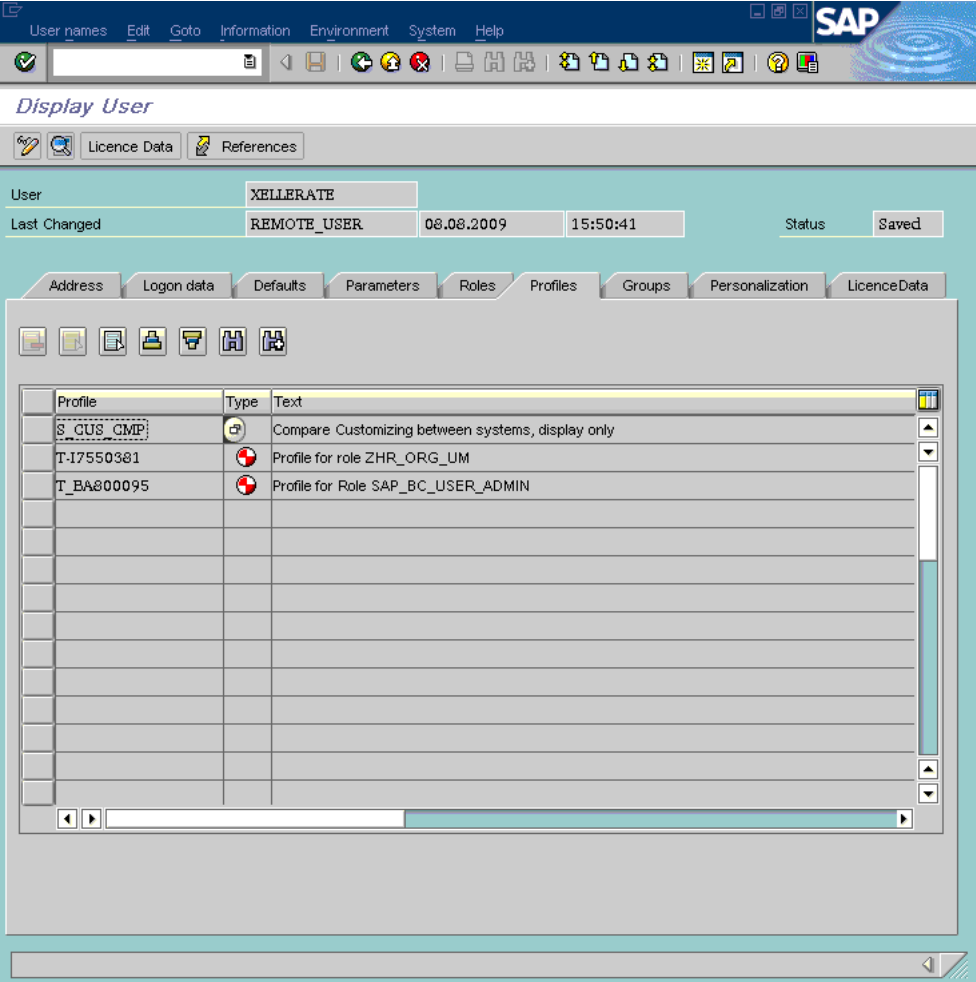 User names Edit Goto Information Environment System Help
SAP
Display User
Licence Data References
User XELLERATE
Last Changed REMOTE_USER 08.08.2009 15:50:41 Status Saved
Address Logon data Defaults Parameters Roles Profiles Groups Personalization LicenceData
Profile Type Text
S_CUS_CMP Compare Customizing between systems, display only
T-I7550381 Profile for role ZHR_ORG_UM
T_BA800095 Profile for Role SAP_BC_USER_ADMIN